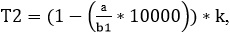 T2 = (1 − (a/b1 * 10000)) * k,